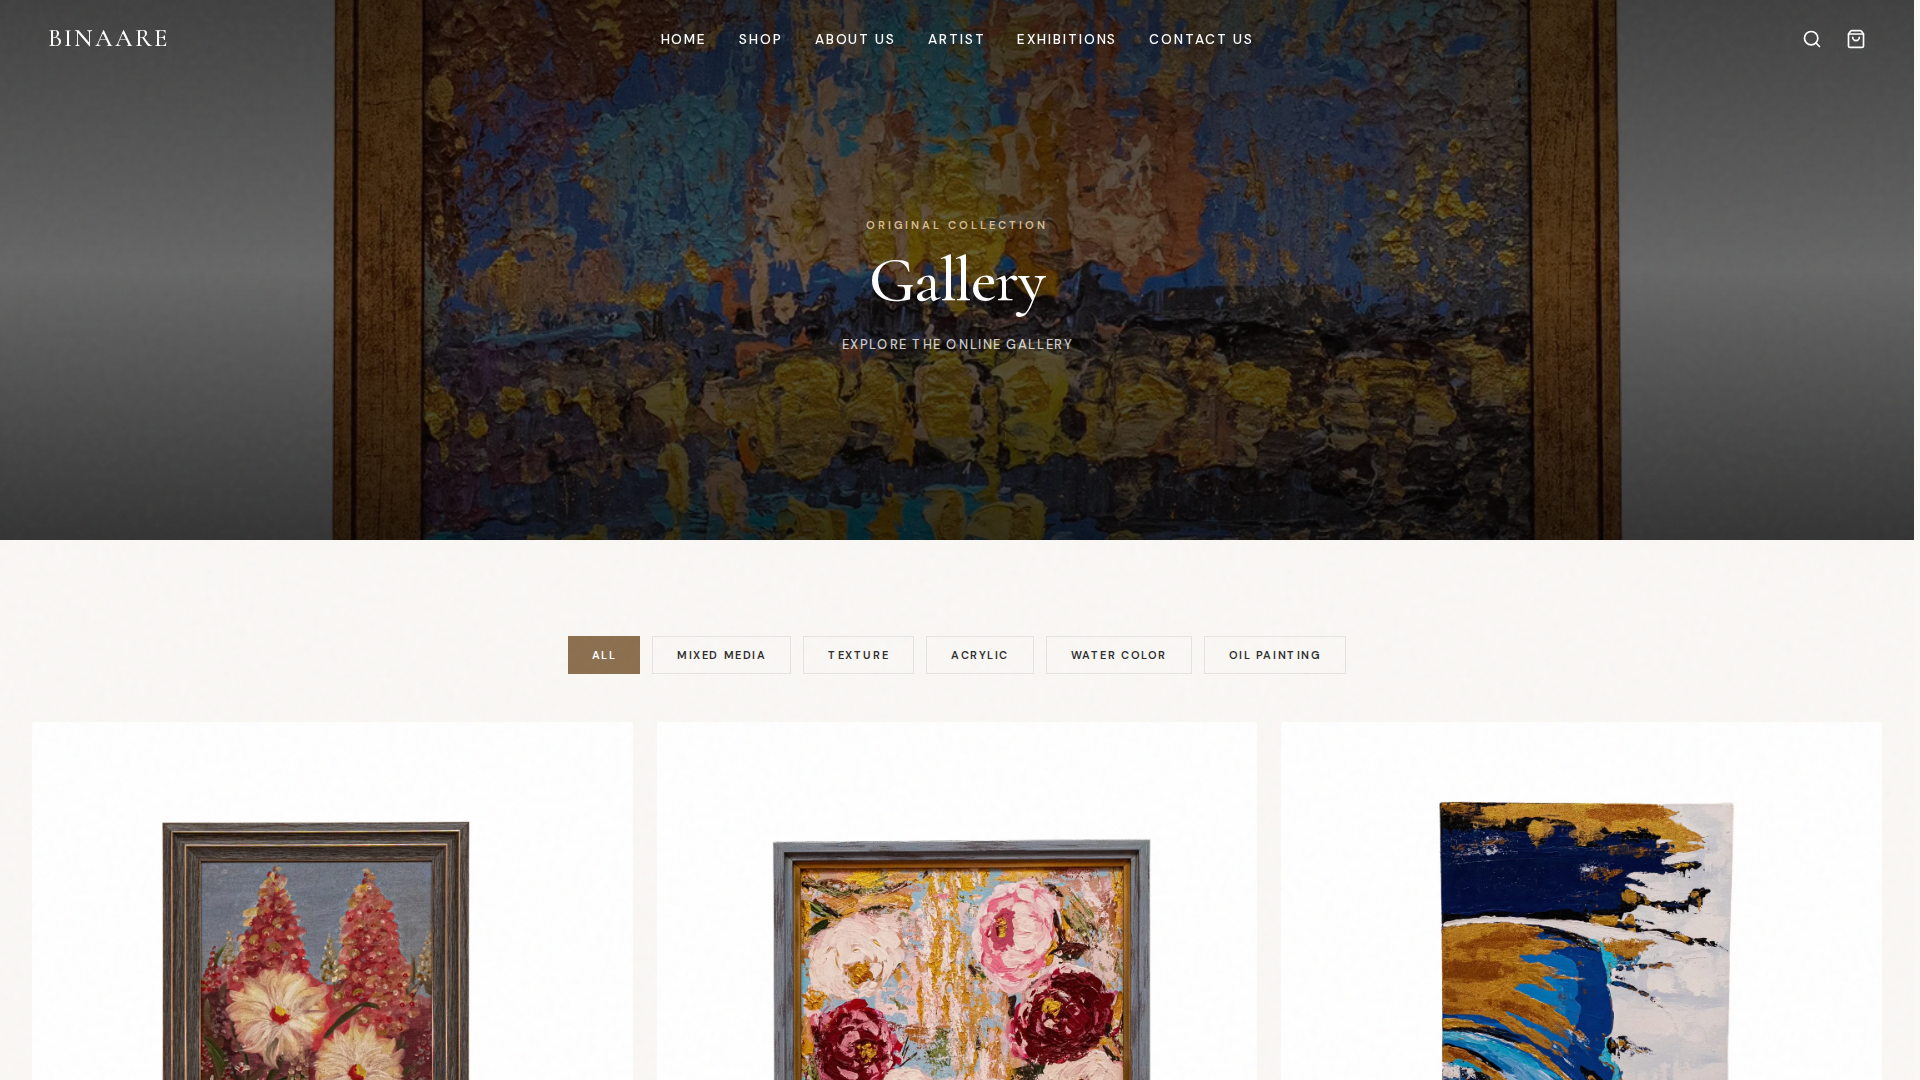 BINAARE
HOME SHOP ABOUT US ARTIST EXHIBITIONS CONTACT US
ORIGINAL COLLECTION
Gallery
EXPLORE THE ONLINE GALLERY
ALL MIXED MEDIA TEXTURE ACRYLIC WATER COLOR OIL PAINTING